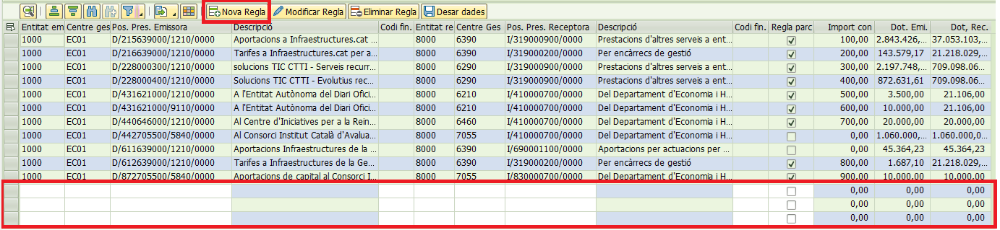 Nova Regla Modificar Regla Eliminar Regla Desar dades
Entitat em Centre ges Pos. Pres. Emissora Descripció Codi fin. Entitat re Centre Ges Pos. Pres. Receptora Descripció Codi fin. Regla parc Import con Dot. Emi. Dot, Rec.
1000 EC01 D/215639000/1210/0000 Aportacions a Infraestructures.cat ... 8000 6390 I/319000900/0000 Prestacions d'altres serveis a ent... 100,00 2.843.426,... 37.053.103,...
1000 EC01 D/216639000/1210/0000 Tarifes a Infraestructures.cat per a... 8000 6390 I/319000200/0000 Per encàrrecs de gestió 200,00 143.579,17 21.218.029,...
1000 EC01 D/228000300/1210/0000 solucions TIC CTTI - Serveis recurr... 8000 6290 I/319000900/0000 Prestacions d'altres serveis a ent... 300,00 2.197.748,... 709.098.06...
1000 EC01 D/228000400/1210/0000 Solucions TIC CTTI - Evolutius rec... 8000 6290 I/319000900/0000 Prestacions d'altres serveis a ent... 400,00 872.631,61 709.098.06...
1000 EC01 D/431621000/1210/0000 A l'Entitat Autònoma del Diari Ofici... 8000 6210 I/410000700/0000 Del Departament d'Economia i H... 500,00 3.500,00 21.106,00
1000 EC01 D/431621000/9110/0000 A l'Entitat Autònoma del Diari Ofici... 8000 6210 I/410000700/0000 Del Departament d'Economia i H... 600,00 10.000,00 21.106,00
1000 EC01 D/440646000/1210/0000 Al Centre d'Iniciatives per a la Rein... 8000 6460 I/410000700/0000 Del Departament d'Economia i H... 700,00 20.000,00 20.000,00
1000 EC01 D/442705500/5840/0000 Al Consorci Institut Català d'Avalua... 8000 7055 I/410000700/0000 Del Departament d'Economia i H... 0,00 1.060.000,... 1.060.000,...
1000 EC01 D/611639000/1210/0000 Aportacions Infraestructures de la ... 8000 6390 I/690001100/0000 Aportacions per actuacions per ... 0,00 45.364,23 45.364,23
1000 EC01 D/612639000/1210/0000 Tarifes a Infraestructures de la Ge... 8000 6390 I/319000200/0000 Per encàrrecs de gestió 800,00 1.687,10 21.218.029,...
1000 EC01 D/872705500/5840/0000 Aportacions de capital al Consorci I... 8000 7055 I/830000700/0000 Del Departament d'Economia i H... 900,00 10.000,00 10.000,00
0,00 0,00 0,00
0,00 0,00 0,00
0,00 0,00 0,00